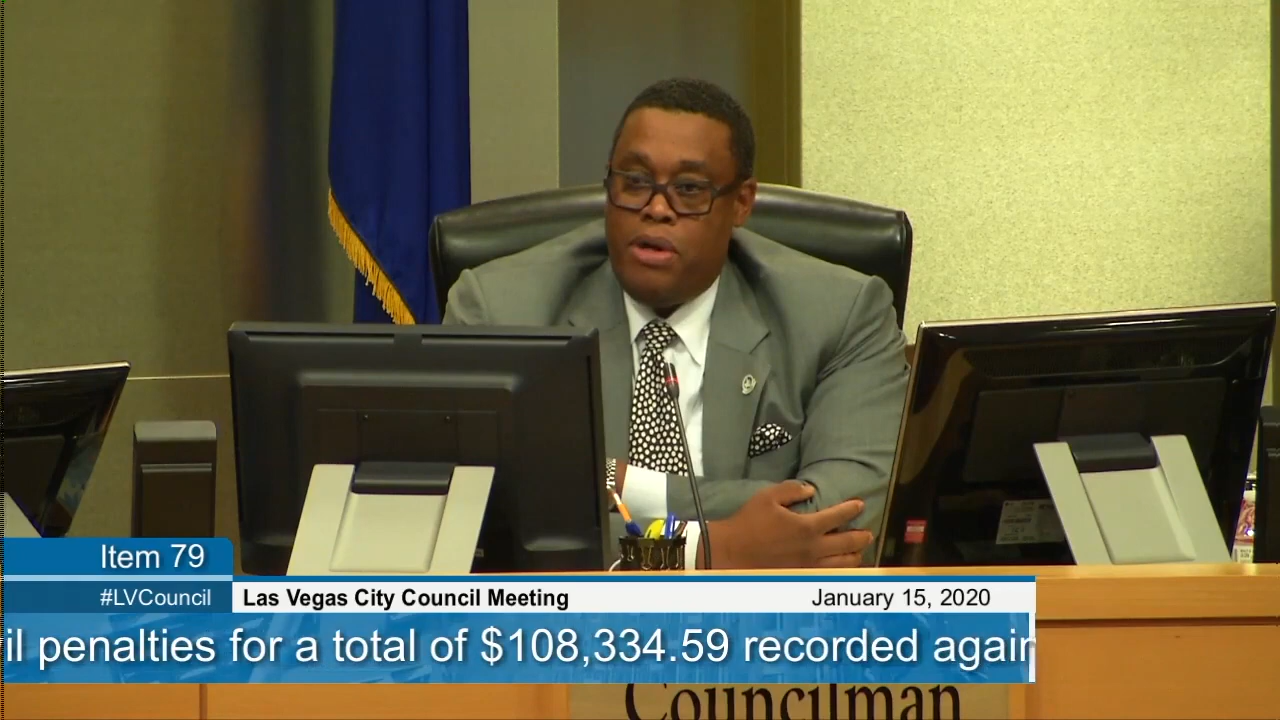 Item 79
#LVCouncil
Las Vegas City Council Meeting
January 15, 2020
il penalties for a total of $108,334.59 recorded again
Councilman